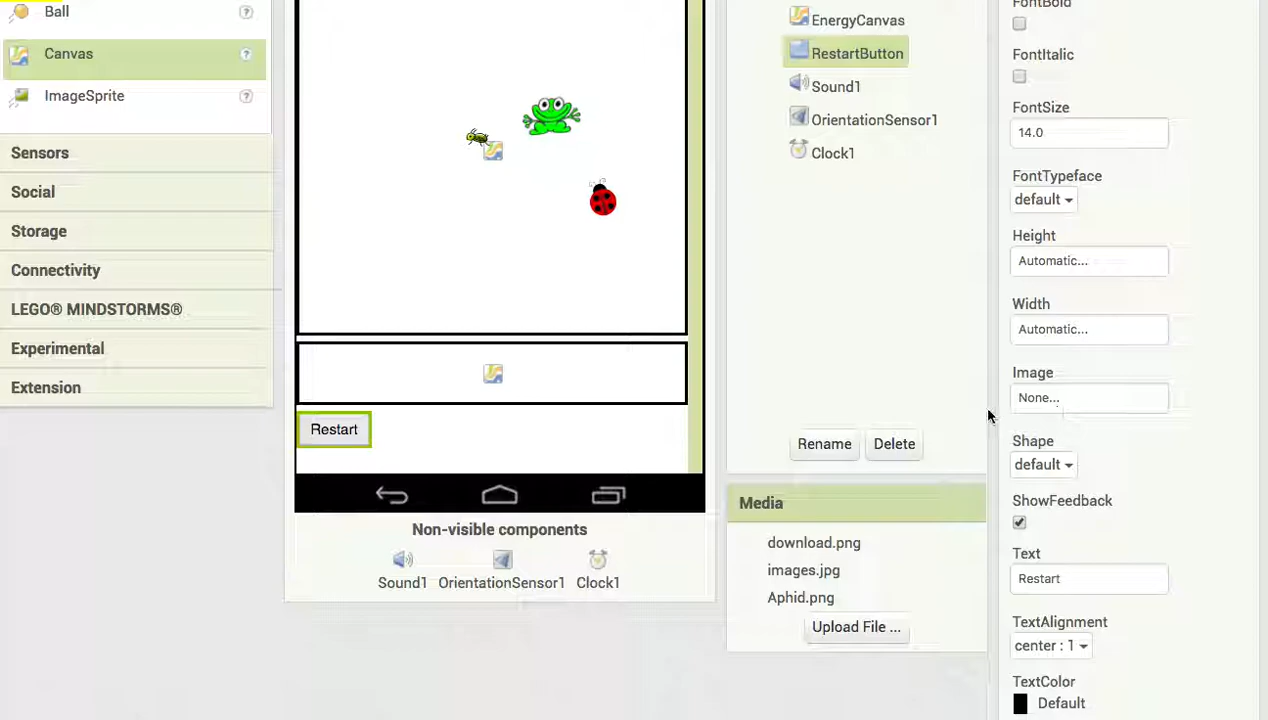 Ball
?
Canvas
?
ImageSprite
?
Sensors
Social
Storage
Connectivity
LEGO® MINDSTORMS®
Experimental
Extension
Restart
Non-visible components
Sound1
OrientationSensor1
Clock1
EnergyCanvas
RestartButton
Sound1
OrientationSensor1
Clock1
Rename
Delete
Media
download.png
images.jpg
Aphid.png
Upload File ...
FontBold
FontItalic
FontSize
14.0
FontTypeface
default
Height
Automatic...
Width
Automatic...
Image
None...
Shape
default
ShowFeedback
Text
Restart
TextAlignment
center : 1
TextColor
Default